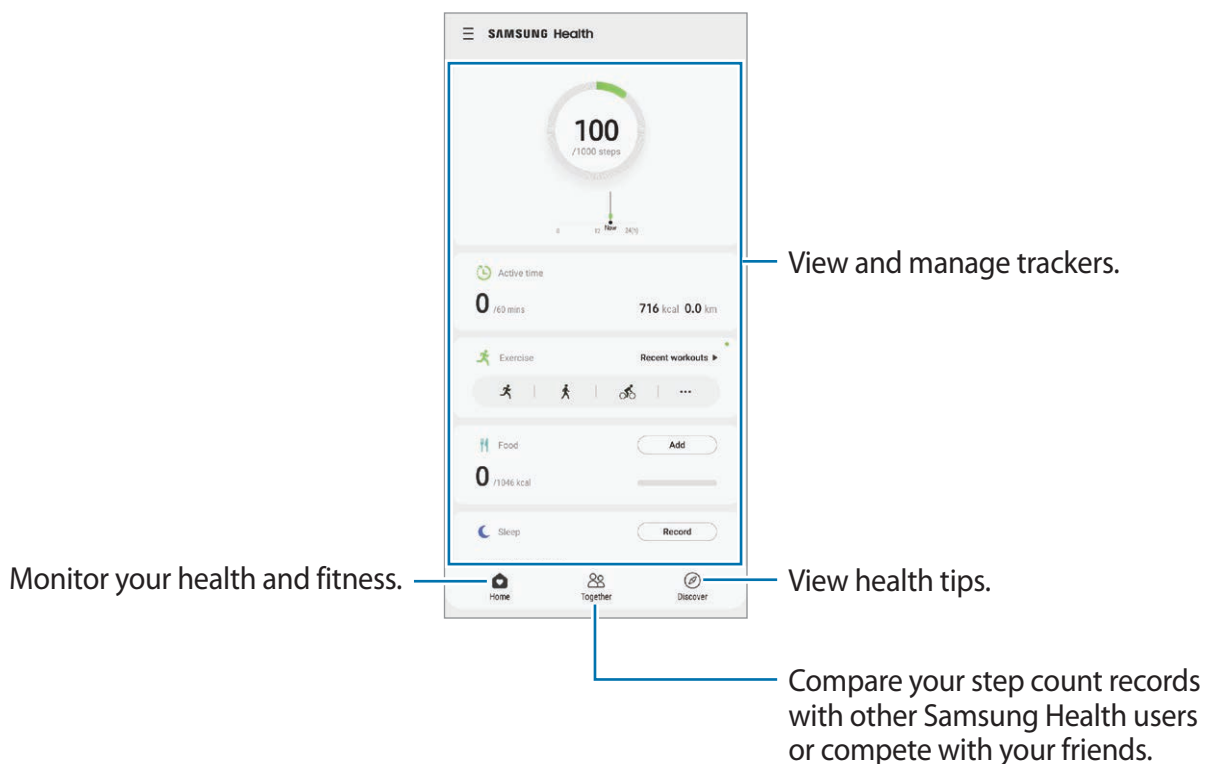 SAMSUNG Health
100
/1000 steps
Now
Active time
0 /60 mins
716 kcal 0.0 km
Exercise
Recent workouts
Food
Add
0 /1046 kcal
Sleep
Record
Home
Together
Discover
View and manage trackers.
Monitor your health and fitness.
View health tips.
Compare your step count records
with other Samsung Health users
or compete with your friends.